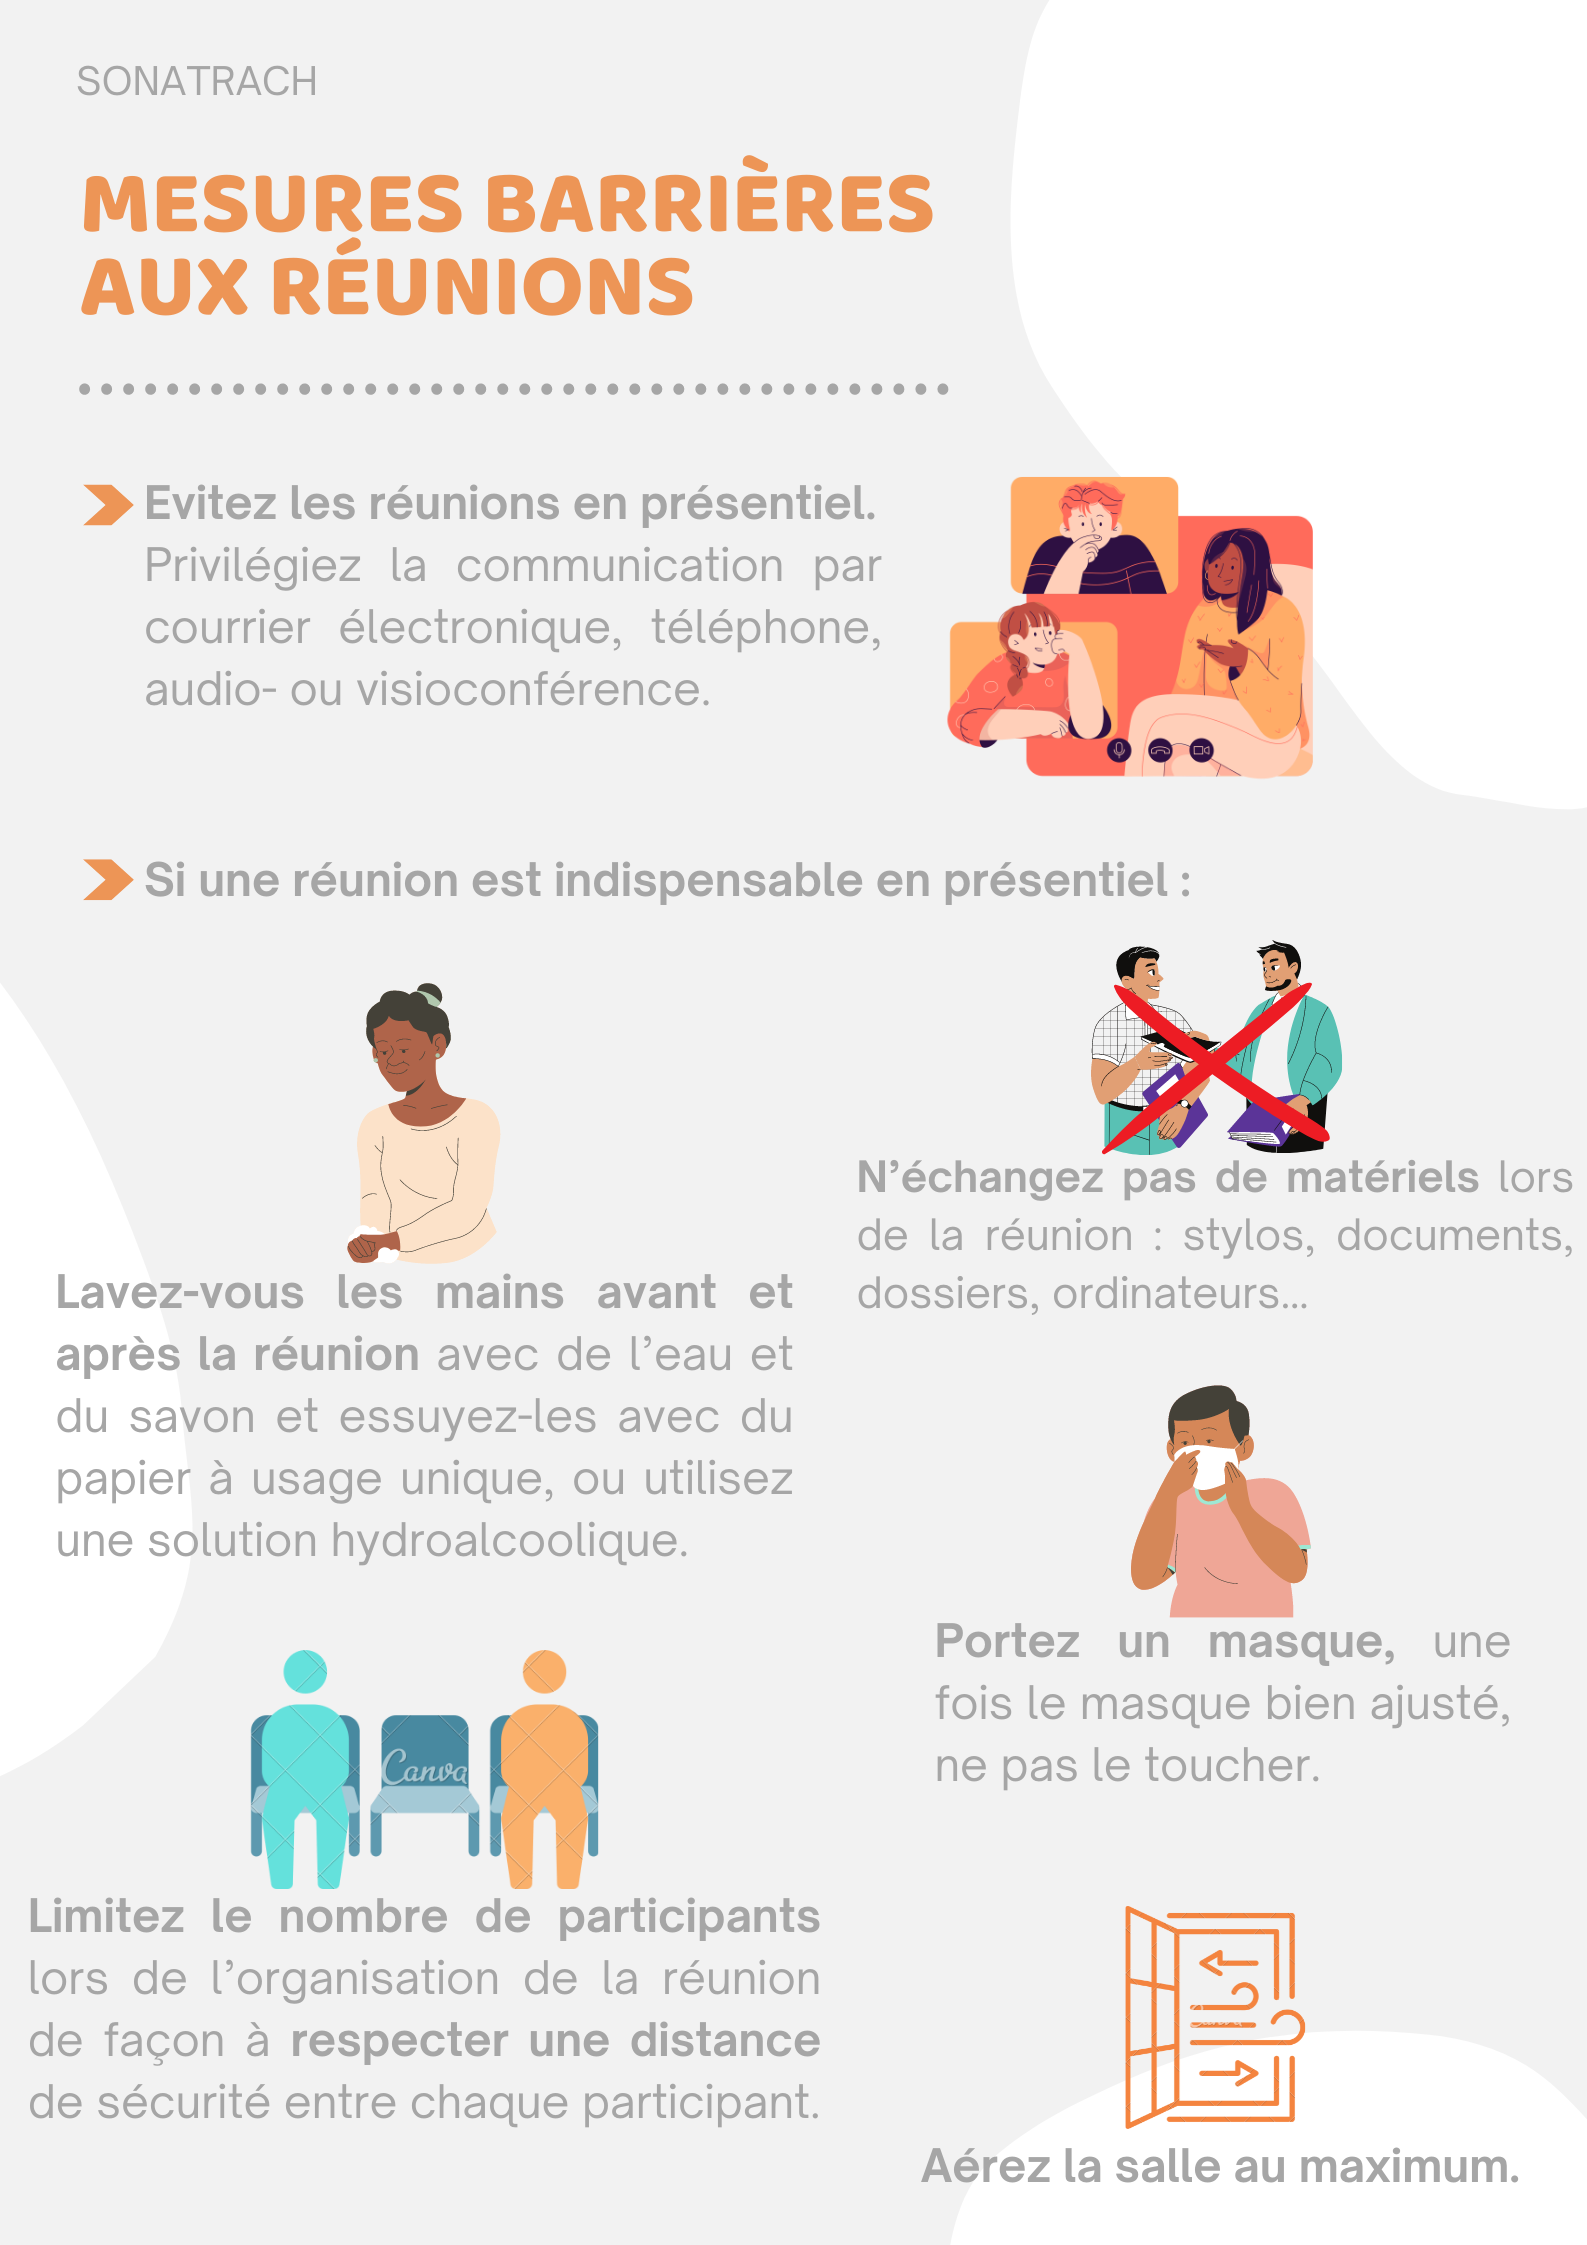 SONATRACH
MESURES BARRIÈRES
AUX RÉUNIONS
Evitez les réunions en présentiel.
Privilégiez la communication par
courrier électronique, téléphone,
audio- ou visioconférence.
Si une réunion est indispensable en présentiel :
Lavez-vous les mains avant et
après la réunion avec de l’eau et
du savon et essuyez-les avec du
papier à usage unique, ou utilisez
une solution hydroalcoolique.
N’échangez pas de matériels lors
de la réunion : stylos, documents,
dossiers, ordinateurs...
Portez un masque, une
fois le masque bien ajusté,
ne pas le toucher.
Canva
Limitez le nombre de participants
lors de l’organisation de la réunion
de façon à respecter une distance
de sécurité entre chaque participant.
Canva
Aérez la salle au maximum.